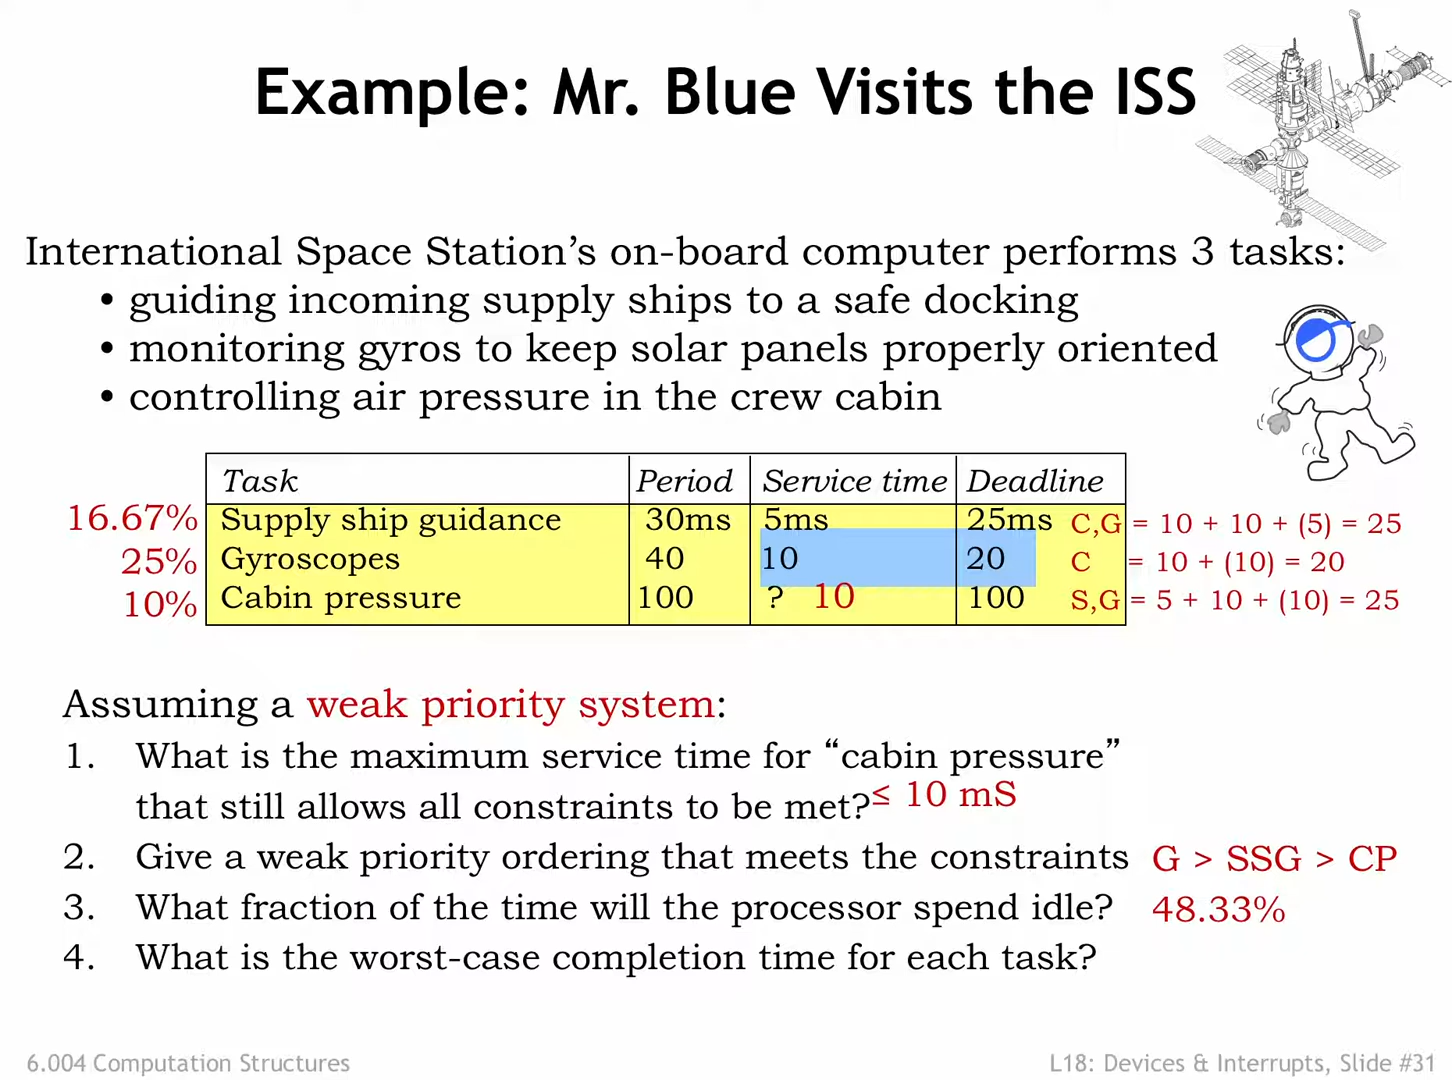 Example: Mr. Blue Visits the ISS
International Space Station’s on-board computer performs 3 tasks:
• guiding incoming supply ships to a safe docking
• monitoring gyros to keep solar panels properly oriented
• controlling air pressure in the crew cabin
Task Period Service time Deadline
16.67% Supply ship guidance 30ms 5ms 25ms C,G = 10 + 10 + (5) = 25
25% Gyroscopes 40 10 20 C = 10 + (10) = 20
10% Cabin pressure 100 ? 10 100 S,G = 5 + 10 + (10) = 25
Assuming a weak priority system:
1. What is the maximum service time for “cabin pressure”
that still allows all constraints to be met? ≤ 10 mS
2. Give a weak priority ordering that meets the constraints G > SSG > CP
3. What fraction of the time will the processor spend idle? 48.33%
4. What is the worst-case completion time for each task?
6.004 Computation Structures L18: Devices & Interrupts, Slide #31